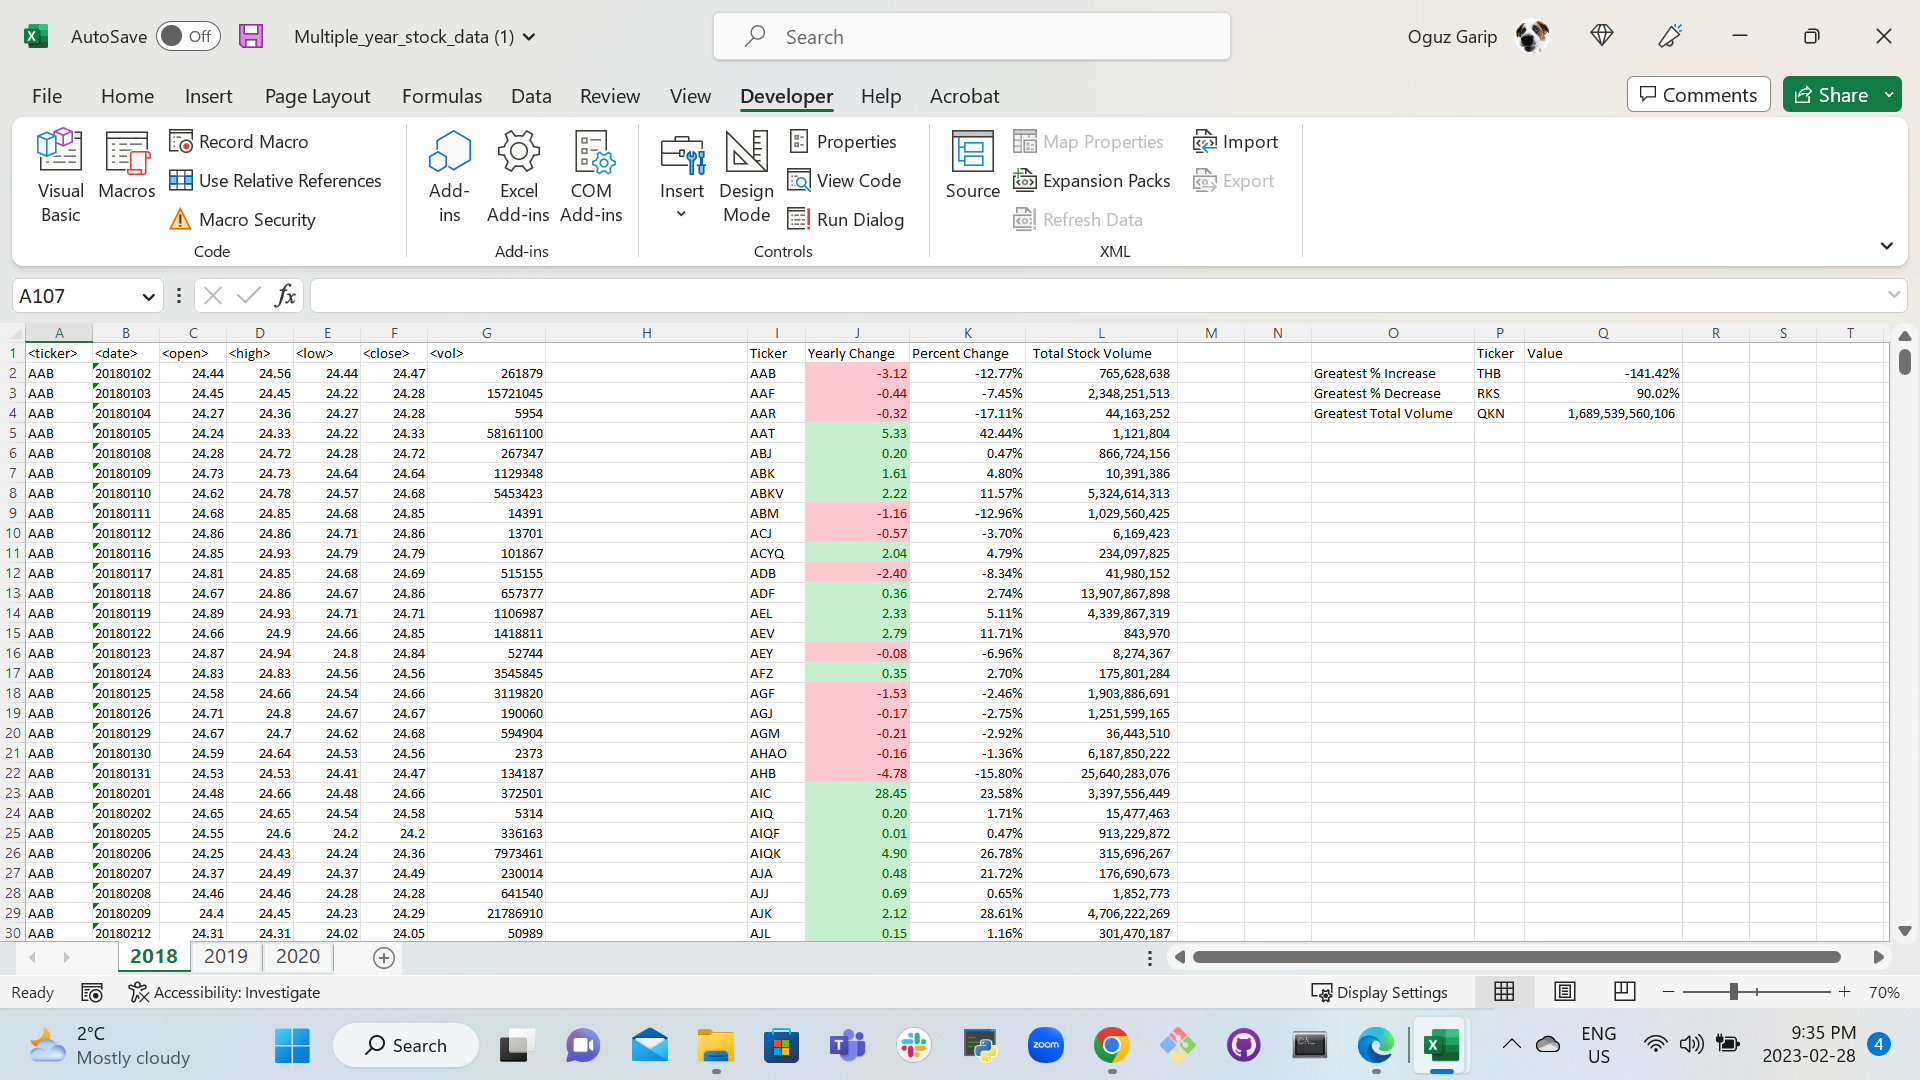 AutoSave Off Multiple_year_stock_data (1) Search Oguz Garip
File Home Insert Page Layout Formulas Data Review View Developer Help Acrobat Comments Share
Visual Basic Macros Record Macro Use Relative References Macro Security Code
Add-ins Excel Add-ins COM Add-ins Add-ins
Insert Design Mode Properties View Code Run Dialog Controls
Source Map Properties Expansion Packs Refresh Data Import Export XML
A107 fx
A B C D E F G H I J K L M N O P Q R S T
1 <ticker> <date> <open> <high> <low> <close> <vol> Ticker Yearly Change Percent Change Total Stock Volume Ticker Value
2 AAB 20180102 24.44 24.56 24.44 24.47 261879 AAB -3.12 -12.77% 765,628,638 Greatest % Increase THB -141.42%
3 AAB 20180103 24.45 24.45 24.22 24.28 15721045 AAF -0.44 -7.45% 2,348,251,513 Greatest % Decrease RKS 90.02%
4 AAB 20180104 24.27 24.36 24.27 24.28 5954 AAR -0.32 -17.11% 44,163,252 Greatest Total Volume QKN 1,689,539,560,106
5 AAB 20180105 24.24 24.33 24.22 24.33 58161100 AAT 5.33 42.44% 1,121,804
6 AAB 20180108 24.28 24.72 24.28 24.72 267347 ABJ 0.20 0.47% 866,724,156
7 AAB 20180109 24.73 24.73 24.64 24.64 1129348 ABK 1.61 4.80% 10,391,386
8 AAB 20180110 24.62 24.78 24.57 24.68 5453423 ABKV 2.22 11.57% 5,324,614,313
9 AAB 20180111 24.68 24.85 24.68 24.85 14391 ABM -1.16 -12.96% 1,029,560,425
10 AAB 20180112 24.86 24.86 24.71 24.86 13701 ACJ -0.57 -3.70% 6,169,423
11 AAB 20180116 24.85 24.93 24.79 24.79 101867 ACYQ 2.04 4.79% 234,097,825
12 AAB 20180117 24.81 24.85 24.68 24.69 515155 ADB -2.40 -8.34% 41,980,152
13 AAB 20180118 24.67 24.86 24.67 24.86 657377 ADF 0.36 2.74% 13,907,867,898
14 AAB 20180119 24.89 24.93 24.71 24.71 1106987 AEL 2.33 5.11% 4,339,867,319
15 AAB 20180122 24.66 24.9 24.66 24.85 1418811 AEV 2.79 11.71% 843,970
16 AAB 20180123 24.87 24.94 24.8 24.84 52744 AEY -0.08 -6.96% 8,274,367
17 AAB 20180124 24.83 24.83 24.56 24.56 3545845 AFZ 0.35 2.70% 175,801,284
18 AAB 20180125 24.58 24.66 24.54 24.66 3119820 AGF -1.53 -2.46% 1,903,886,691
19 AAB 20180126 24.71 24.8 24.67 24.67 190060 AGJ -0.17 -2.75% 1,251,599,165
20 AAB 20180129 24.67 24.7 24.62 24.68 594904 AGM -0.21 -2.92% 36,443,510
21 AAB 20180130 24.59 24.64 24.53 24.56 2373 AHAO -0.16 -1.36% 6,187,850,222
22 AAB 20180131 24.53 24.53 24.41 24.47 134187 AHB -4.78 -15.80% 25,640,283,076
23 AAB 20180201 24.48 24.66 24.48 24.66 372501 AIC 28.45 23.58% 3,397,556,449
24 AAB 20180202 24.65 24.65 24.54 24.58 5314 AIQ 0.20 1.71% 15,477,463
25 AAB 20180205 24.55 24.6 24.2 24.2 336163 AIQF 0.01 0.47% 913,229,872
26 AAB 20180206 24.25 24.43 24.24 24.36 7973461 AIQK 4.90 26.78% 315,696,267
27 AAB 20180207 24.37 24.49 24.37 24.49 230014 AJA 0.48 21.72% 176,690,673
28 AAB 20180208 24.46 24.46 24.28 24.28 641540 AJJ 0.69 0.65% 1,852,773
29 AAB 20180209 24.4 24.45 24.23 24.29 21786910 AJK 2.12 28.61% 4,706,222,269
30 AAB 20180212 24.31 24.31 24.02 24.05 50989 AJL 0.15 1.16% 301,470,187
2018 2019 2020
Ready Accessibility: Investigate Display Settings 70%
2°C Mostly cloudy Search zoom ENG US 9:35 PM 2023-02-28 4